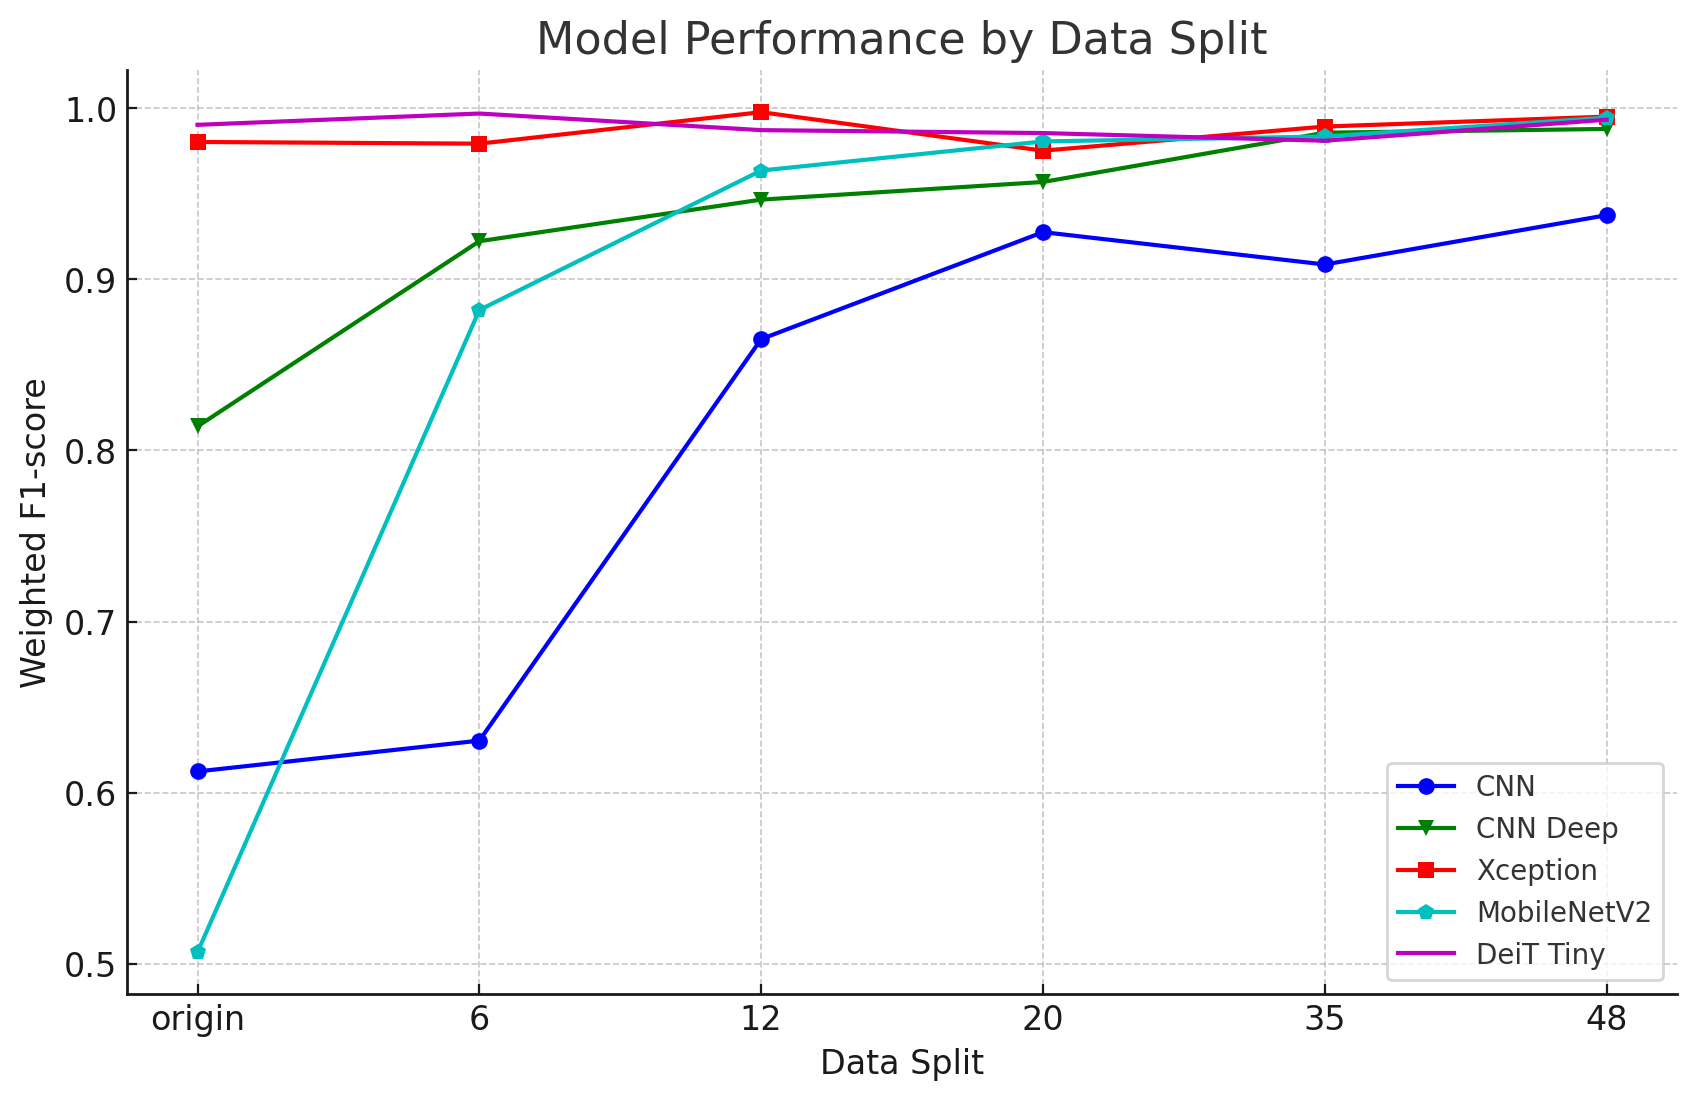 Model Performance by Data Split
Weighted F1-score
1.0
0.9
0.8
0.7
0.6
0.5
origin 6 12 20 35 48
Data Split
CNN
CNN Deep
Xception
MobileNetV2
DeiT Tiny